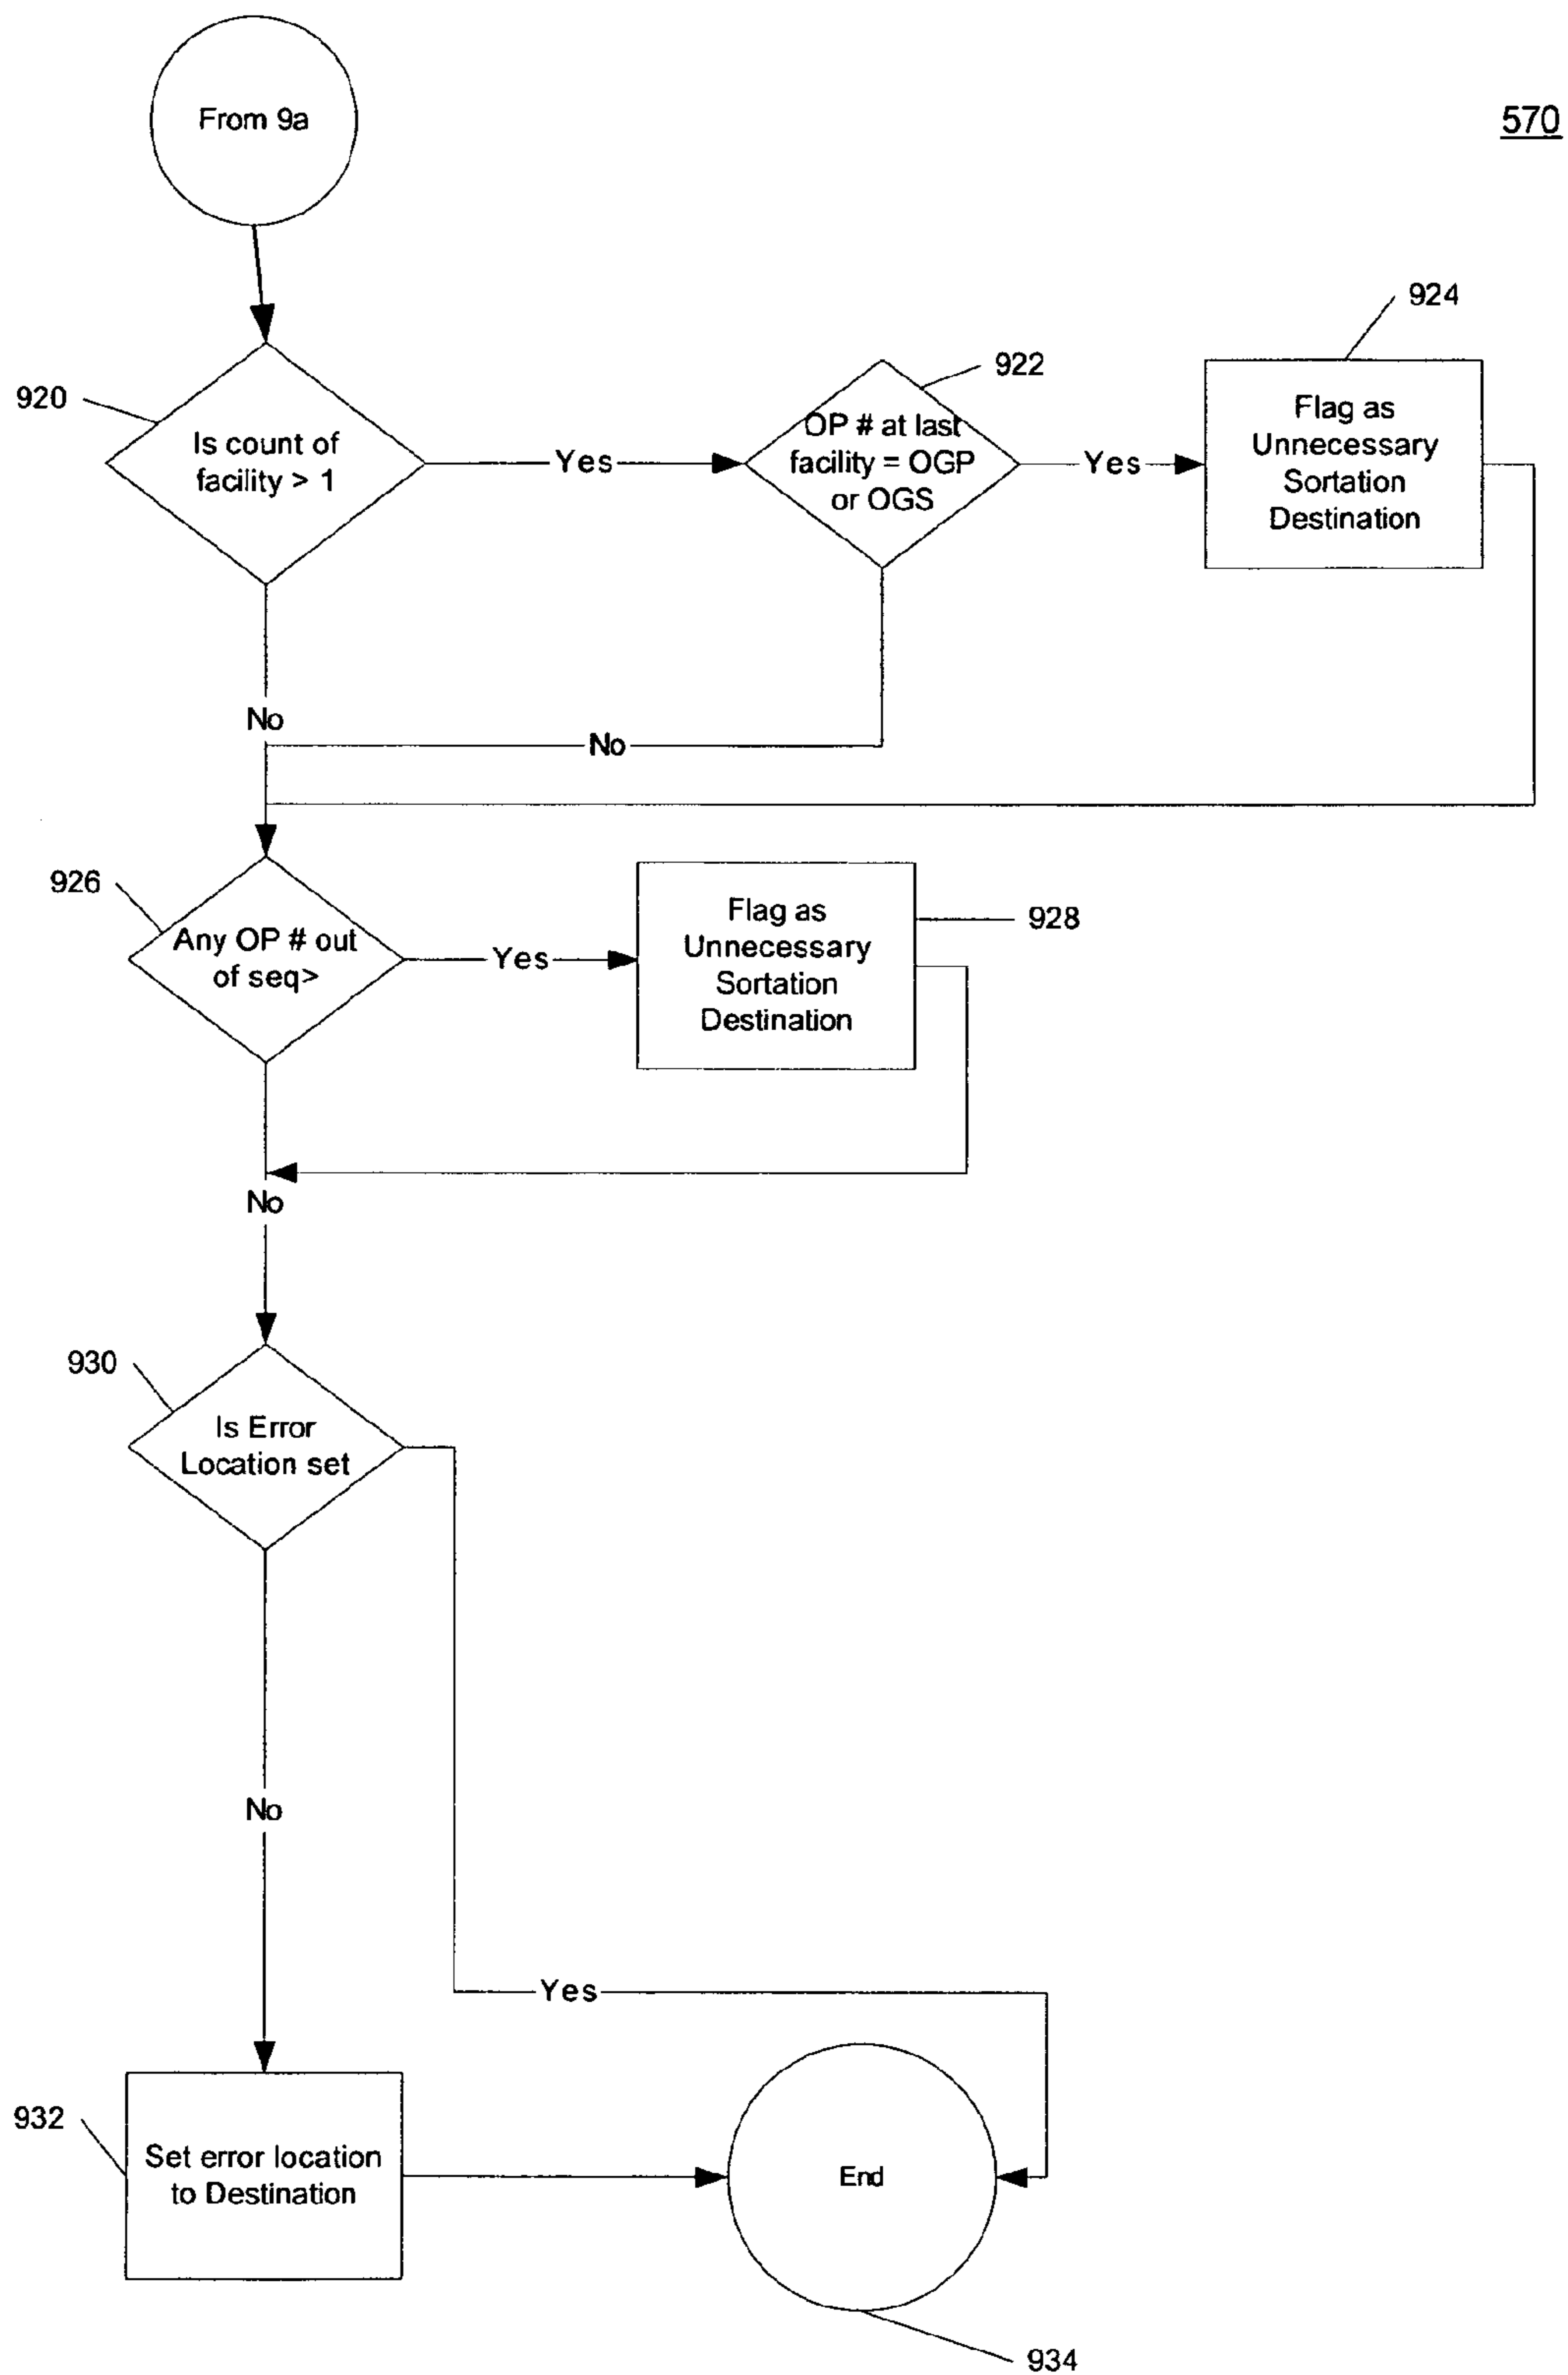 From 9a
570
924
922
920
Is count of
facility > 1
Yes
OP # at last
facility = OGP
or OGS
Yes
Flag as
Unnecessary
Sortation
Destination
No
No
926
Any OP # out
of seq>
Yes
Flag as
Unnecessary
Sortation
Destination
928
No
930
Is Error
Location set
No
Yes
932
Set error location
to Destination
End
934